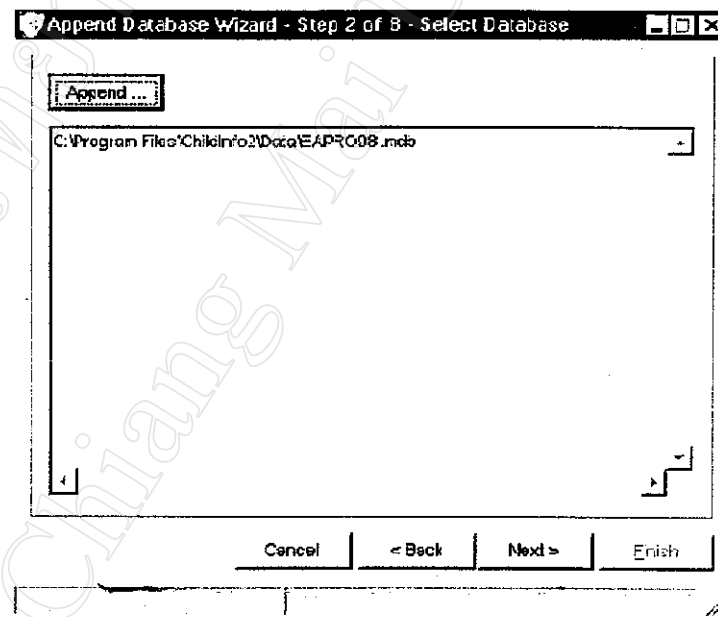 Append Database Wizard - Step 2 of 8 - Select Database
Append ...
C:\Program Files\ChildInfo2\Data\EAPRO98.mdb
Cancel
< Back
Next >
Finish
Chiang Mai